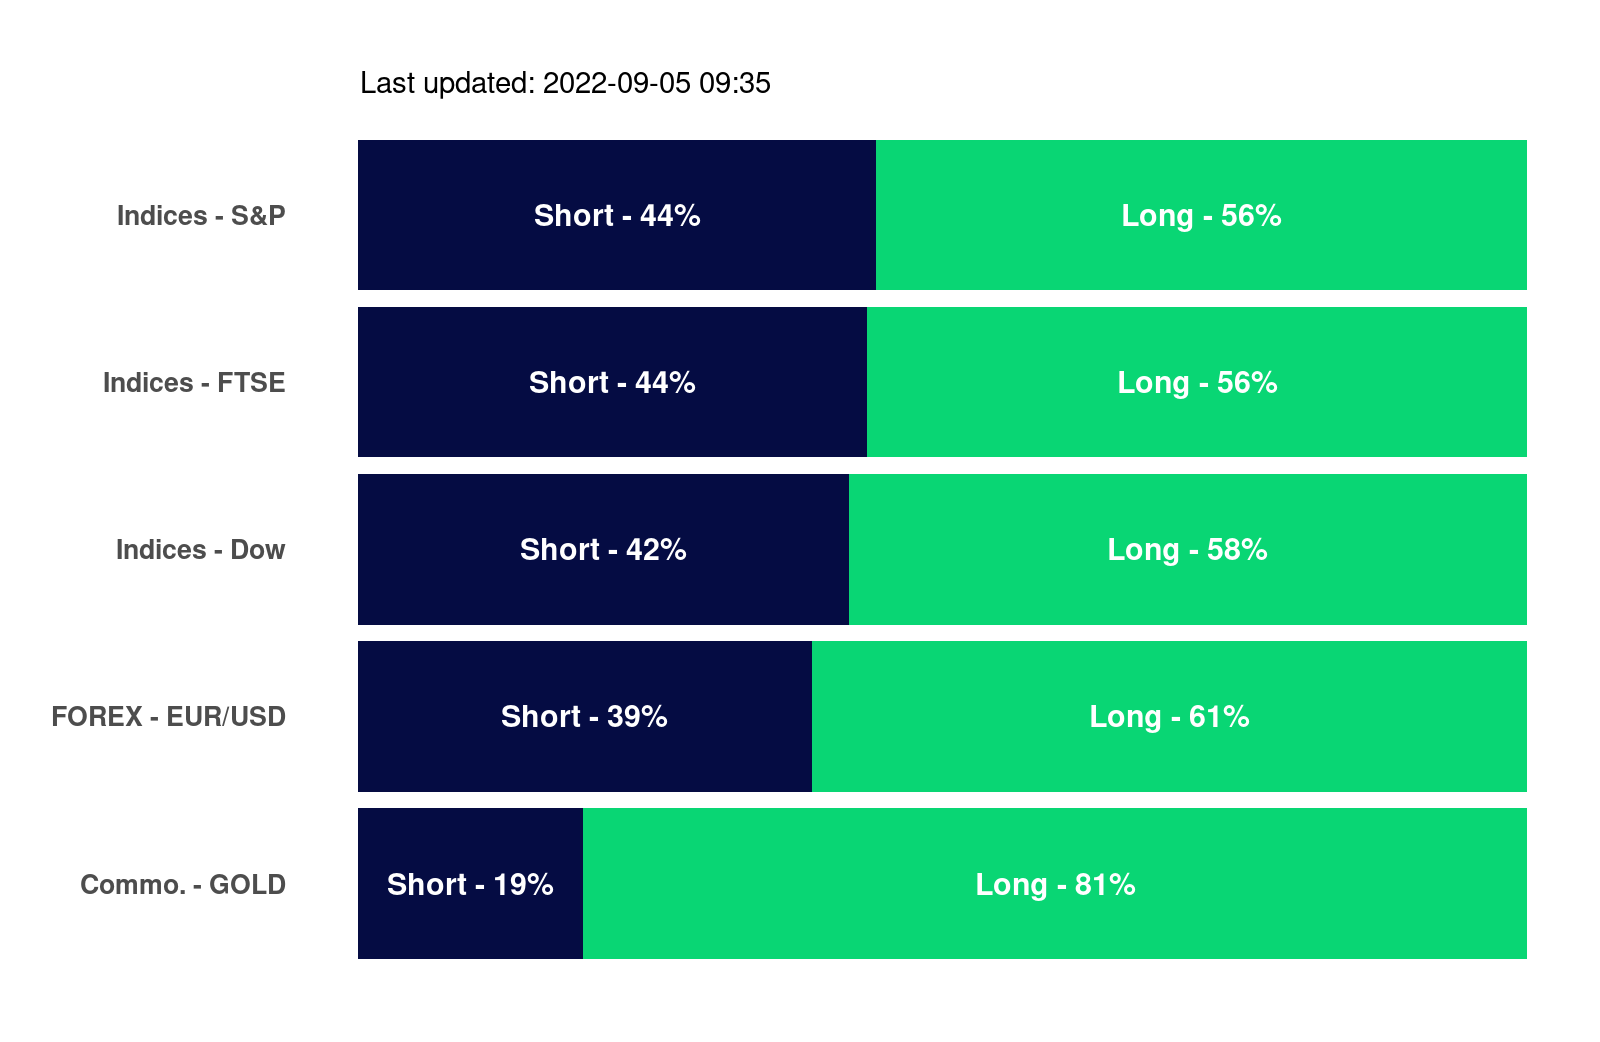 Last updated: 2022-09-05 09:35
Indices - S&P Short - 44% Long - 56%
Indices - FTSE Short - 44% Long - 56%
Indices - Dow Short - 42% Long - 58%
FOREX - EUR/USD Short - 39% Long - 61%
Commo. - GOLD Short - 19% Long - 81%